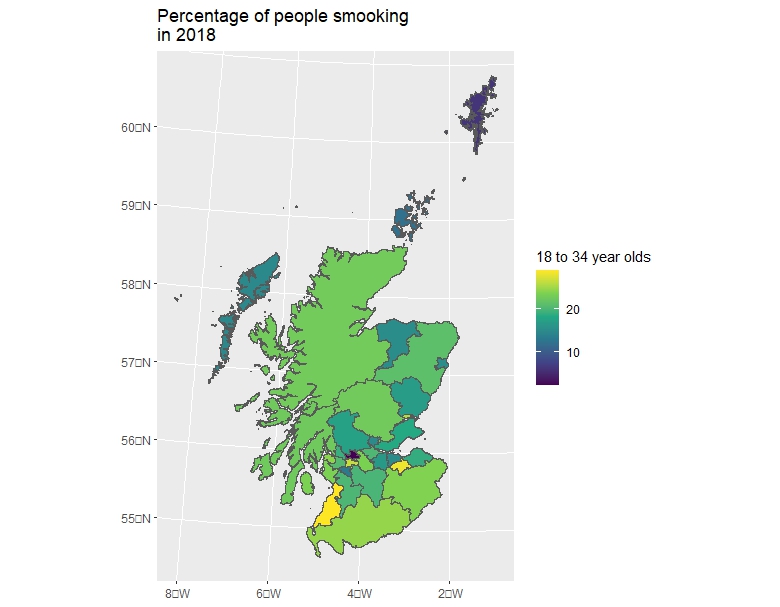 Percentage of people smooking
in 2018
60□N
59□N
58□N
57□N
56□N
55□N
8□W
6□W
4□W
2□W
18 to 34 year olds
20
10